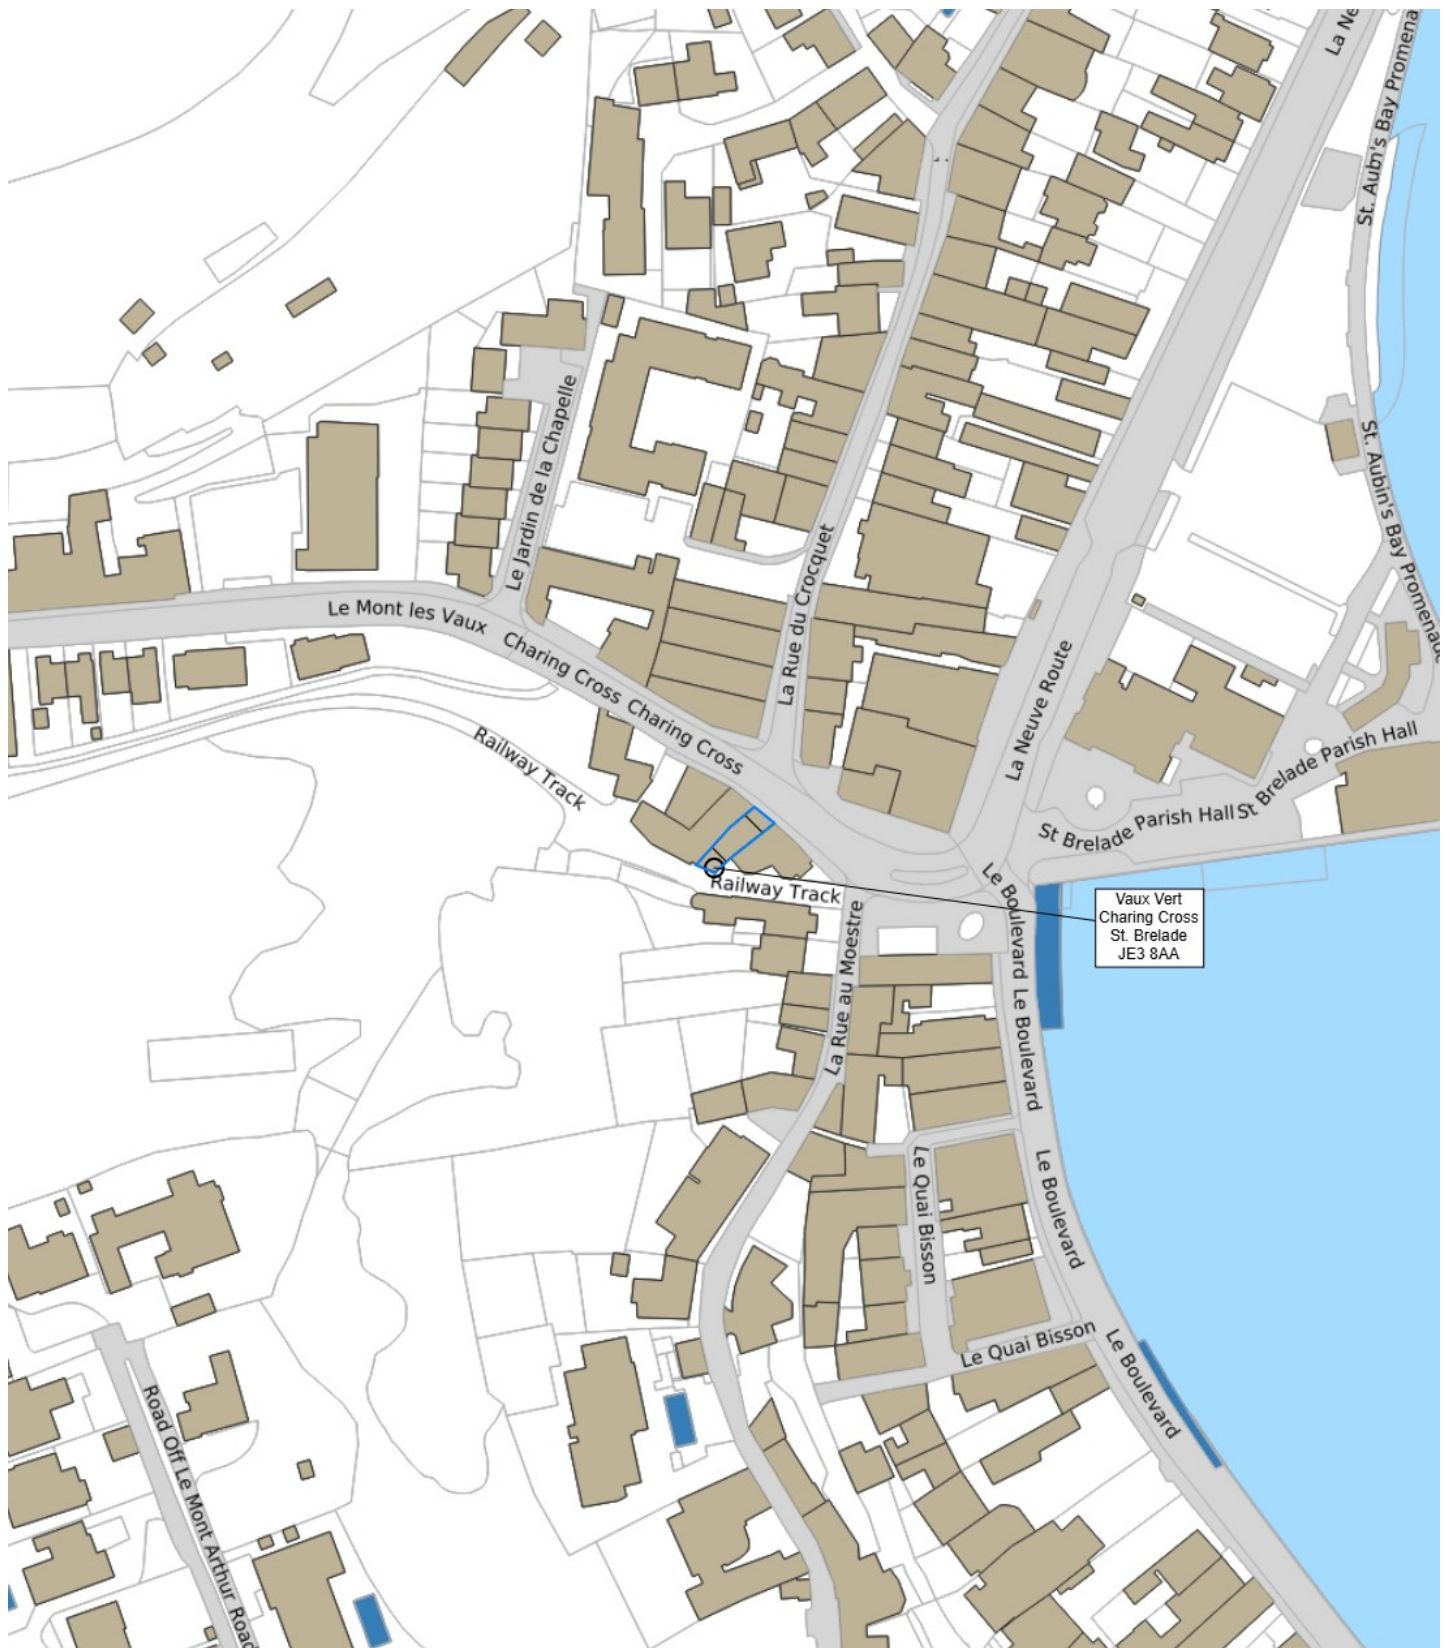 La Ne
St. Aubin's Bay Promena
Le Jardin de la Chapelle
St. Aubin's Bay Promenade
La Rue du Crocquet
Le Mont les Vaux
Charing Cross
Charing Cross
La Neuve Route
Railway Track
St Brelade Parish Hall
St Brelade Parish Hall
Railway Track
Vaux Vert
Charing Cross
St. Brelade
JE3 8AA
Le Boulevard
Le Boulevard
La Rue au Moestre
Le Boulevard
Le Quai Bisson
Le Quai Bisson
Le Boulevard
Road Off Le Mont Arthur Road